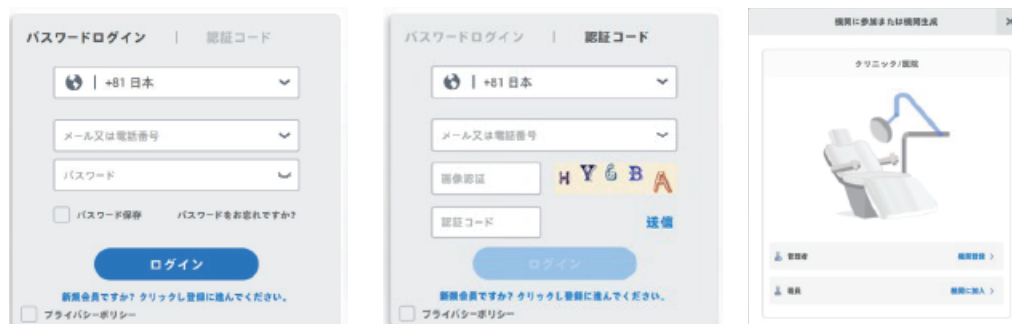 パスワードログイン | 認証コード
+81 日本
メール又は電話番号
パスワード
パスワード保存 パスワードをお忘れですか?
ログイン
新規会員ですか? クリックし登録に進んでください。
プライバシーポリシー
パスワードログイン | 認証コード
+81 日本
メール又は電話番号
画像認証 H Y 6 B A
認証コード 送信
ログイン
新規会員ですか? クリックし登録に進んでください。
プライバシーポリシー
機関に参加または機関生成 ×
クリニック/医院
管理者 機関登録 >
職員 機関に加入 >